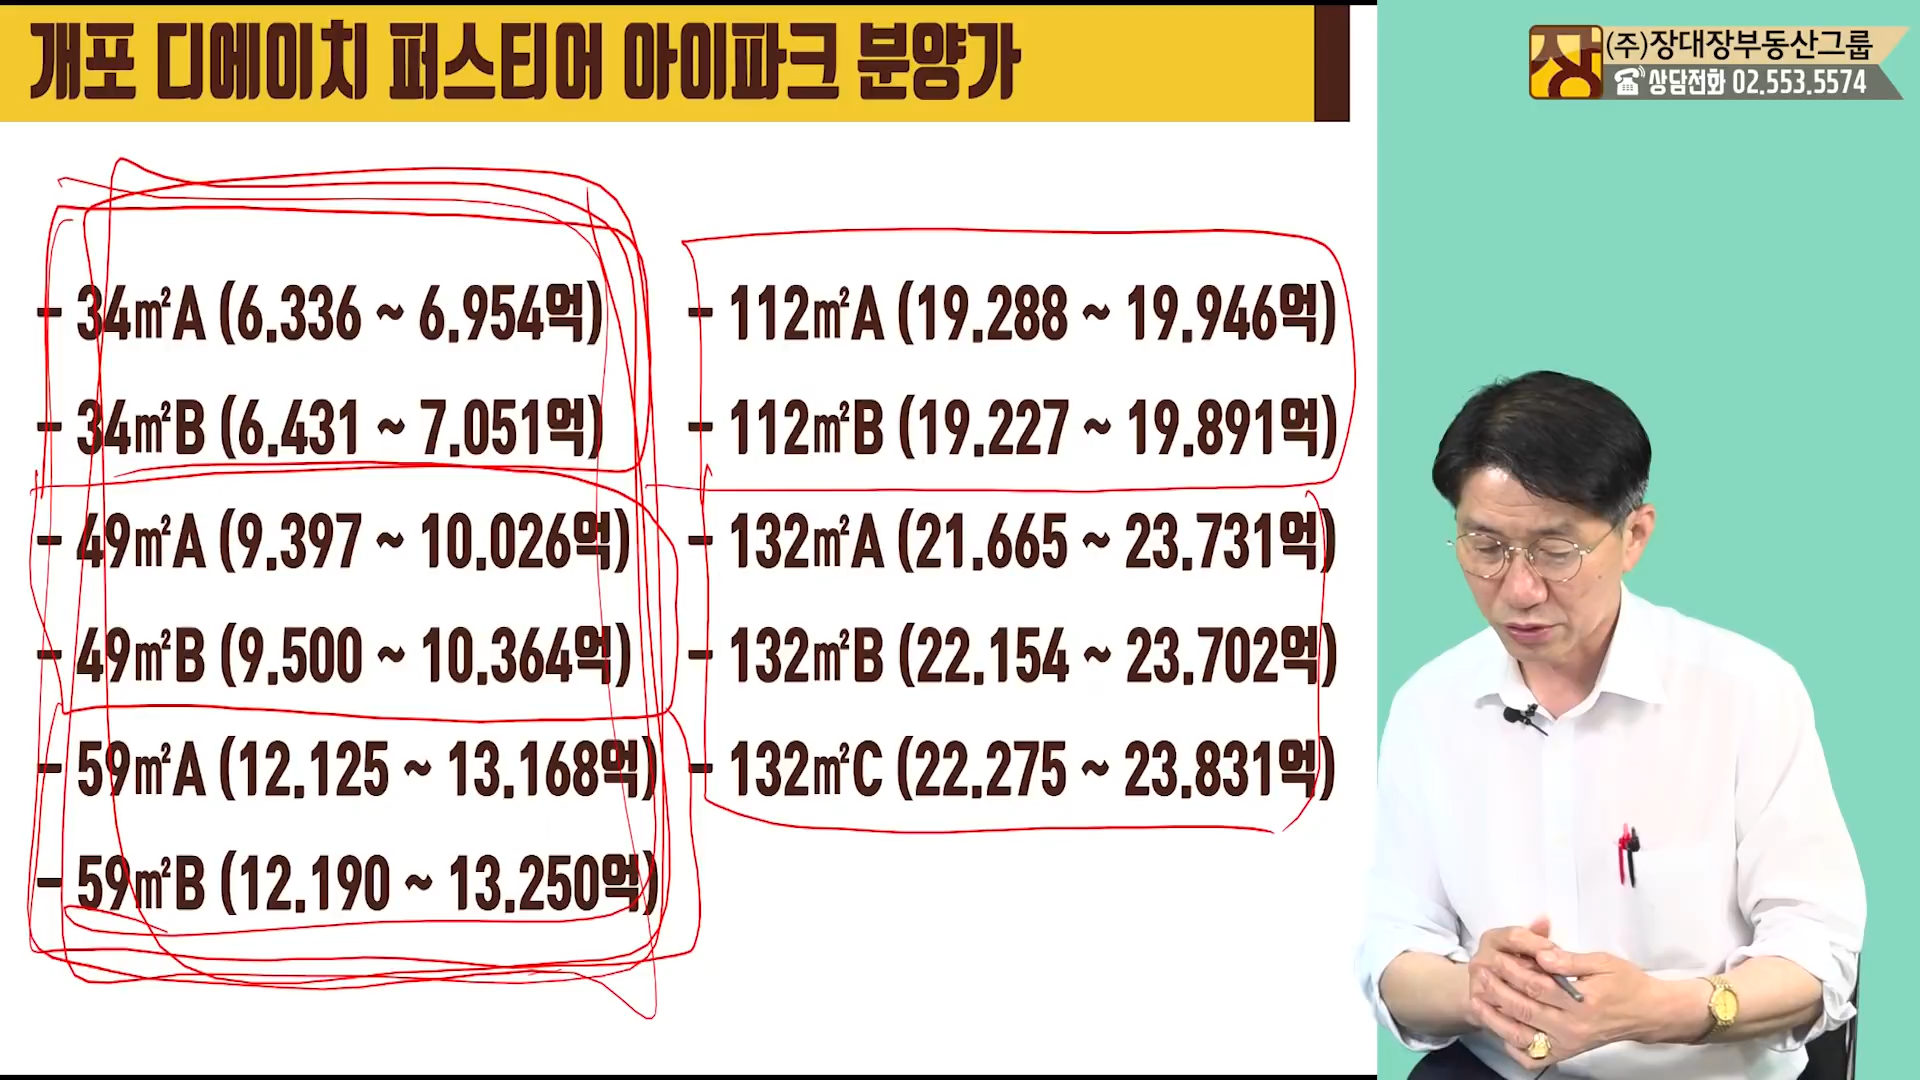 개포 디에이치 퍼스티어 아이파크 분양가
- 34㎡A (6.336 ~ 6.954억)
- 34㎡B (6.431 ~ 7.051억)
- 49㎡A (9.397 ~ 10.026억)
- 49㎡B (9.500 ~ 10.364억)
- 59㎡A (12.125 ~ 13.168억)
- 59㎡B (12.190 ~ 13.250억)
- 112㎡A (19.288 ~ 19.946억)
- 112㎡B (19.227 ~ 19.891억)
- 132㎡A (21.665 ~ 23.731억)
- 132㎡B (22.154 ~ 23.702억)
- 132㎡C (22.275 ~ 23.831억)
장
(주)장대장부동산그룹
☎상담전화 02.553.5574